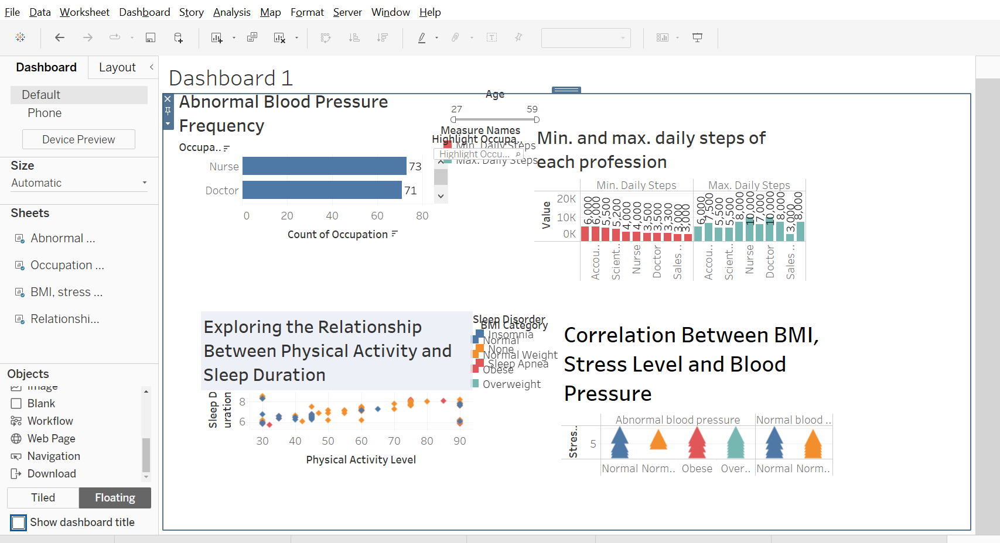 File Data Worksheet Dashboard Story Analysis Map Format Server Window Help
Dashboard Layout
Default
Phone
Device Preview
Size
Automatic
Sheets
Abnormal ...
Occupation ...
BMI, stress ...
Relationshi...
Objects
Image
Blank
Workflow
Web Page
Navigation
Download
Tiled Floating
Show dashboard title
Dashboard 1
Abnormal Blood Pressure
Frequency
Occupa..
Nurse 73
Doctor 71
0 20 40 60 80
Count of Occupation
Age
27 59
Measure Names
Highlight Occupa..
Min. Daily Steps
Highlight Occu...
Max. Daily Steps
Min. and max. daily steps of
each profession
Min. Daily Steps Max. Daily Steps
Value
20K
10K
0K
6,000 6,000 5,500 5,200 4,000 4,000 3,500 3,500 3,300 3,000 3,000 6,000 7,500 5,500 5,500 8,000 10,000 7,000 10,000 8,000 3,000 8,000
Accou.. Scient.. Nurse Doctor Sales .. Accou.. Scient.. Nurse Doctor Sales ..
Exploring the Relationship
Between Physical Activity and
Sleep Duration
Sleep D
uration
8
6
30 40 50 60 70 80 90
Physical Activity Level
Sleep Disorder
BMI Category
Insomnia
Normal
None
Normal Weight
Sleep Apnea
Obese
Overweight
Correlation Between BMI,
Stress Level and Blood
Pressure
Abnormal blood pressure Normal blood ..
Stres..
5
Normal Norm.. Obese Over.. Normal Norm..